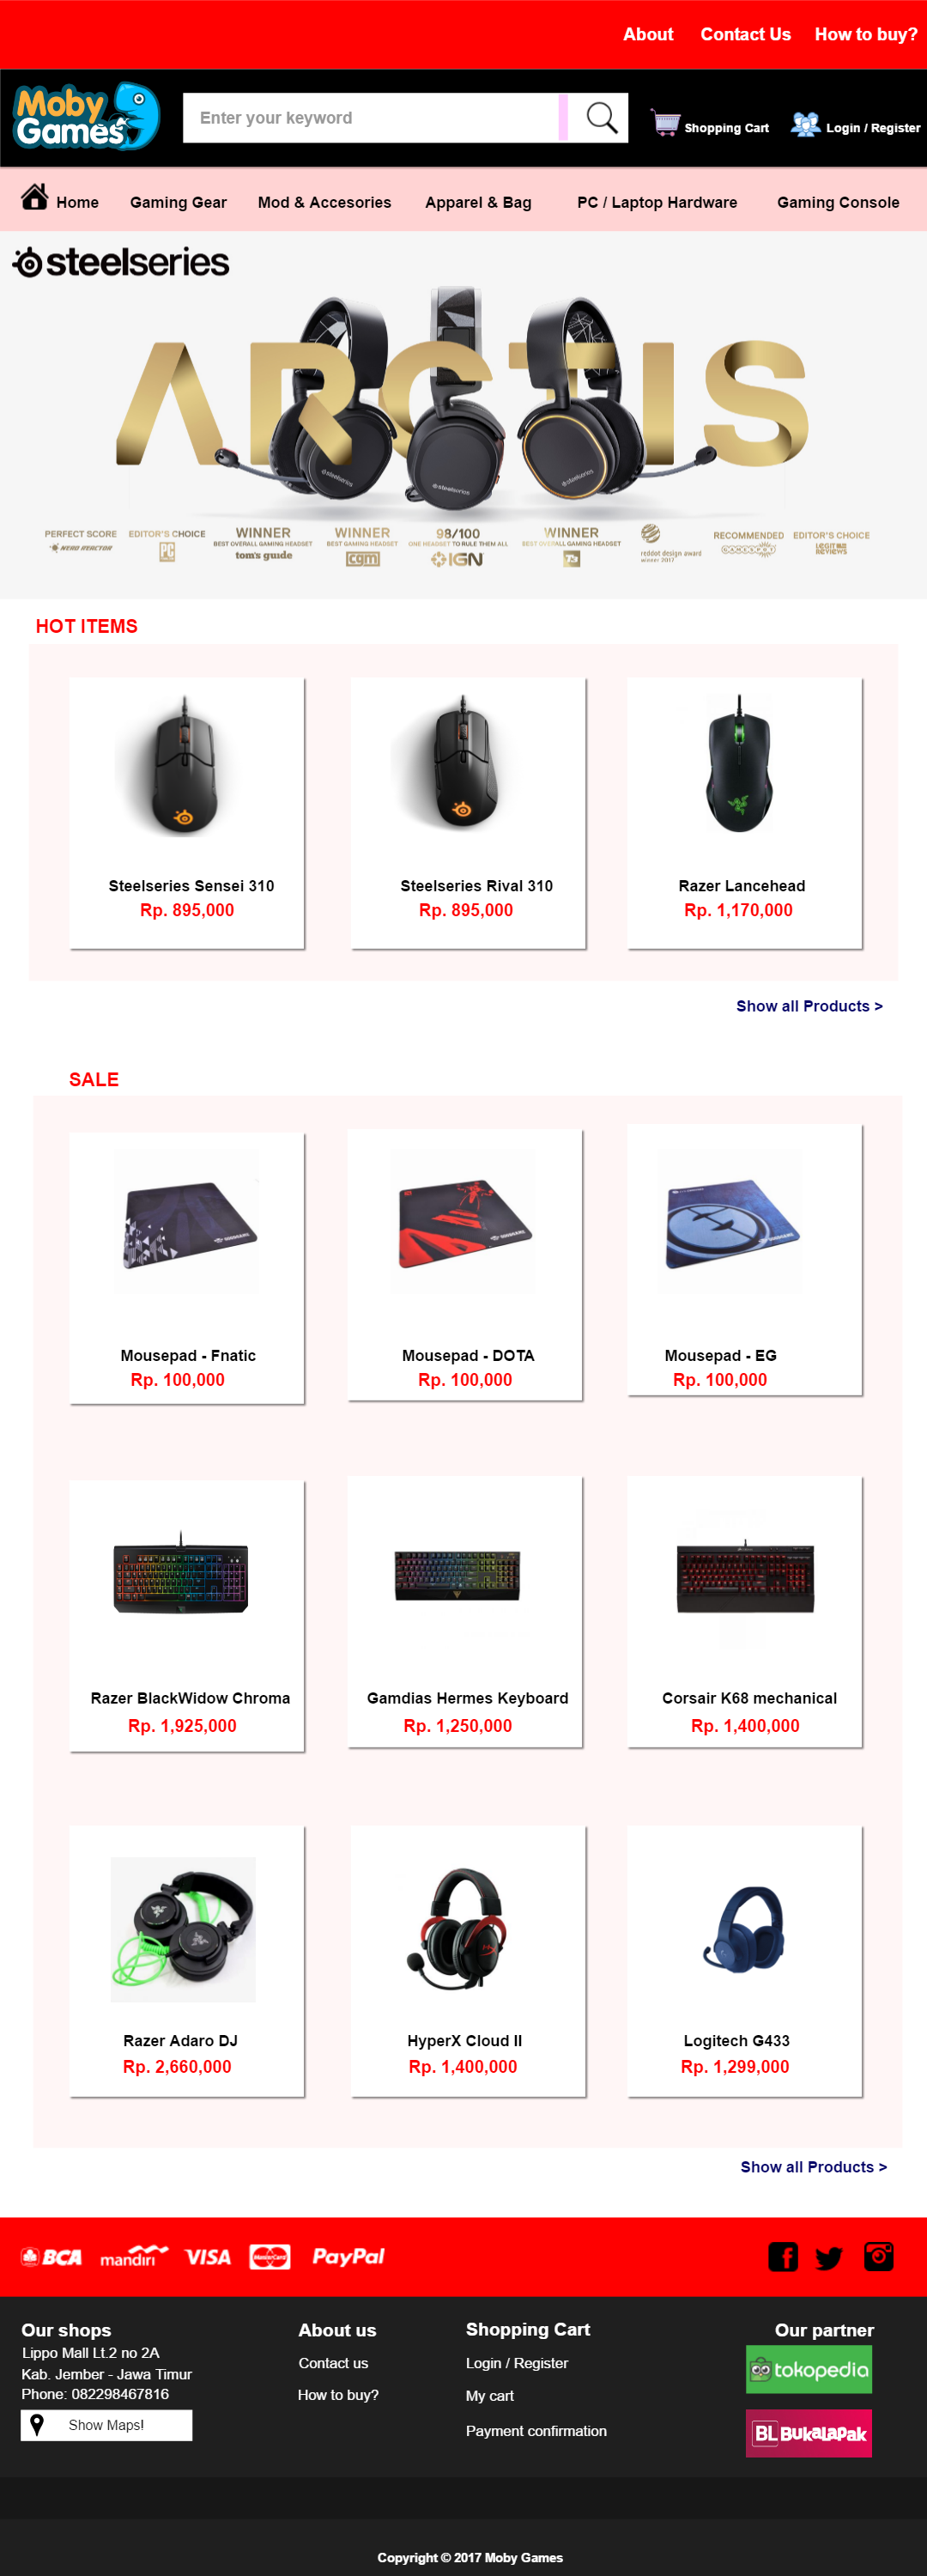 About Contact Us How to buy?
Moby
Games
Enter your keyword
Shopping Cart
Login / Register
Home Gaming Gear Mod & Accesories Apparel & Bag PC / Laptop Hardware Gaming Console
steelseries
ARCTIS
steelseries steelseries steelseries
PERFECT SCORE
NERD REACTOR
EDITOR'S CHOICE
PC
WINNER
BEST OVERALL GAMING HEADSET
tom's guide
WINNER
BEST GAMING HEADSET
cgm
98/100
ONE HEADSET TO RULE THEM ALL
IGN
WINNER
BEST OVERALL GAMING HEADSET
reddot design award
winner 2017
RECOMMENDED
EDITOR'S CHOICE
LEGIT
REVIEWS
HOT ITEMS
Steelseries Sensei 310
Rp. 895,000
Steelseries Rival 310
Rp. 895,000
Razer Lancehead
Rp. 1,170,000
Show all Products >
SALE
Mousepad - Fnatic
Rp. 100,000
Mousepad - DOTA
Rp. 100,000
Mousepad - EG
Rp. 100,000
Razer BlackWidow Chroma
Rp. 1,925,000
Gamdias Hermes Keyboard
Rp. 1,250,000
Corsair K68 mechanical
Rp. 1,400,000
Razer Adaro DJ
Rp. 2,660,000
HyperX Cloud II
Rp. 1,400,000
Logitech G433
Rp. 1,299,000
Show all Products >
BCA mandiri VISA MasterCard PayPal
Our shops
Lippo Mall Lt.2 no 2A
Kab. Jember - Jawa Timur
Phone: 082298467816
Show Maps!
About us
Contact us
How to buy?
Shopping Cart
Login / Register
My cart
Payment confirmation
Our partner
tokopedia
BL BukaLapak
Copyright © 2017 Moby Games